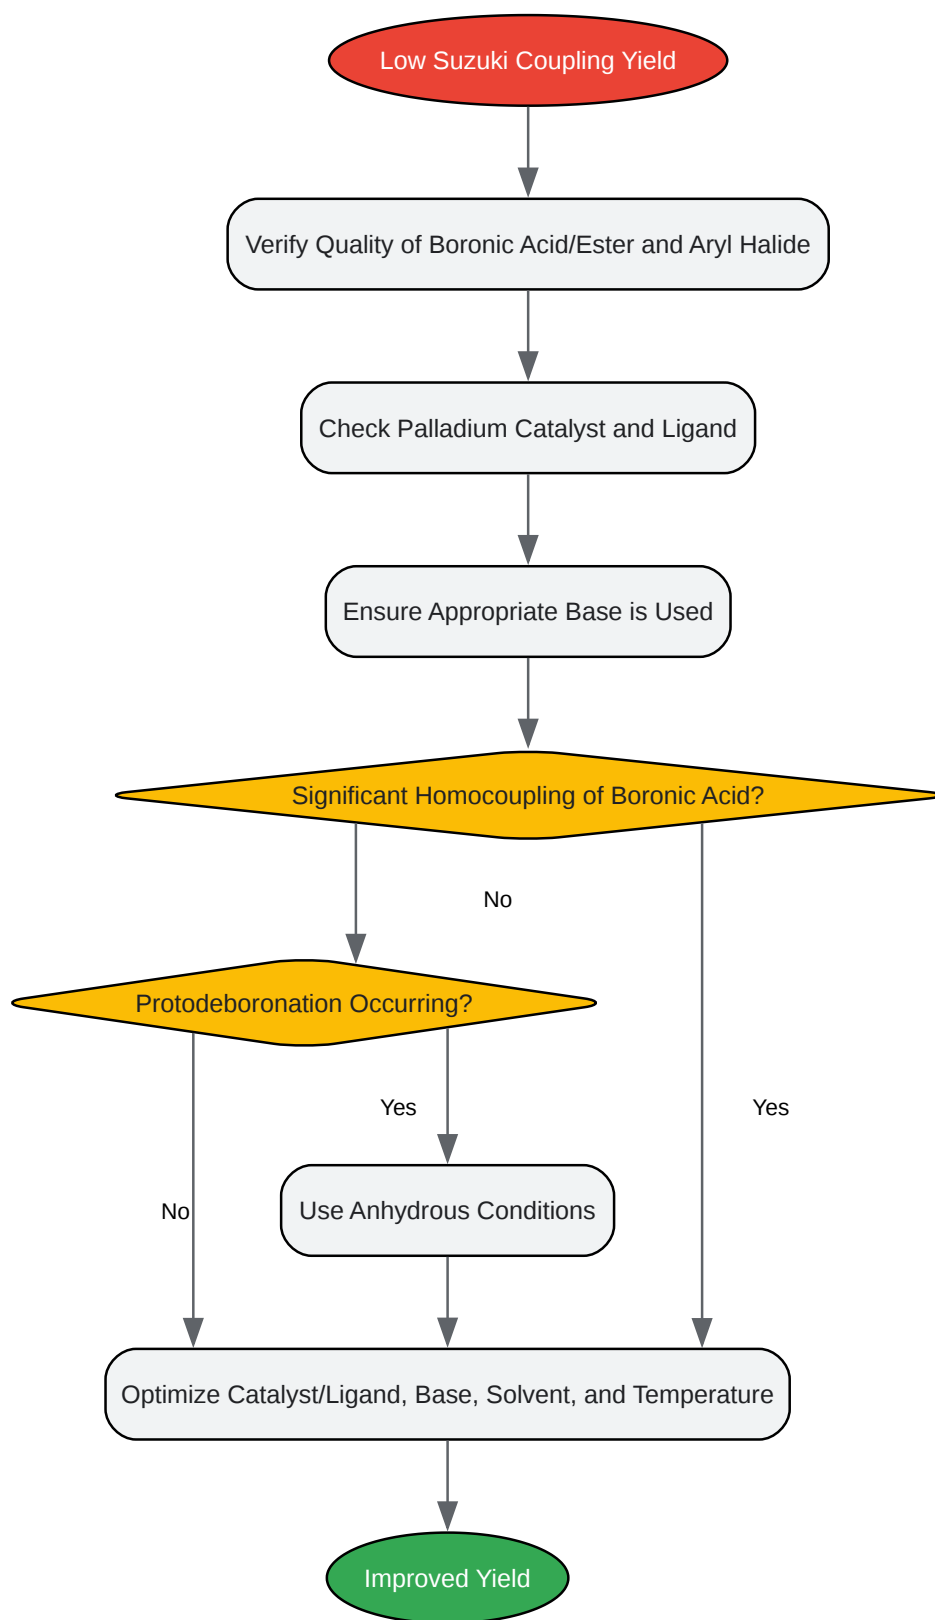 Low Suzuki Coupling Yield
Verify Quality of Boronic Acid/Ester and Aryl Halide
Check Palladium Catalyst and Ligand
Ensure Appropriate Base is Used
Significant Homocoupling of Boronic Acid?
No
Protodeboronation Occurring?
Yes
Yes
No
Use Anhydrous Conditions
Optimize Catalyst/Ligand, Base, Solvent, and Temperature
Improved Yield